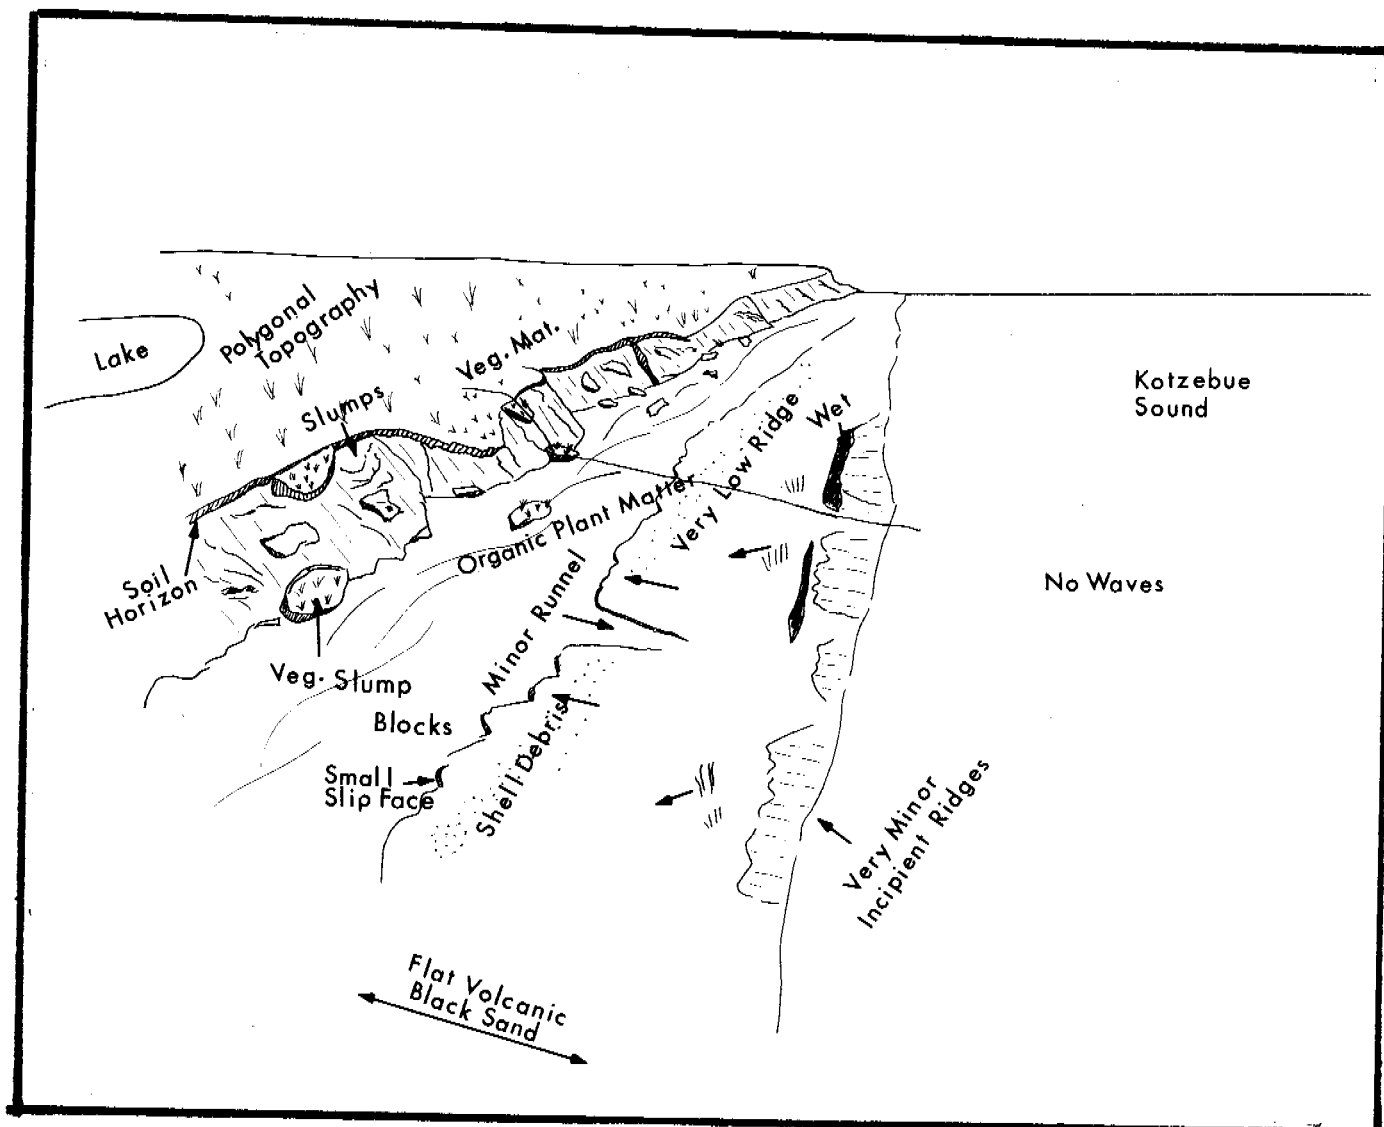 Lake
Polygonal
Topography
Veg. Mat.
Slumps
Kotzebue
Sound
Wet
Very Low Ridge
Organic Plant Matter
Soil
Horizon
No Waves
Minor Runnel
Veg. Slump
Blocks
Small
Slip Face
Shell Debris
Very Minor
Incipient Ridges
Flat Volcanic
Black Sand